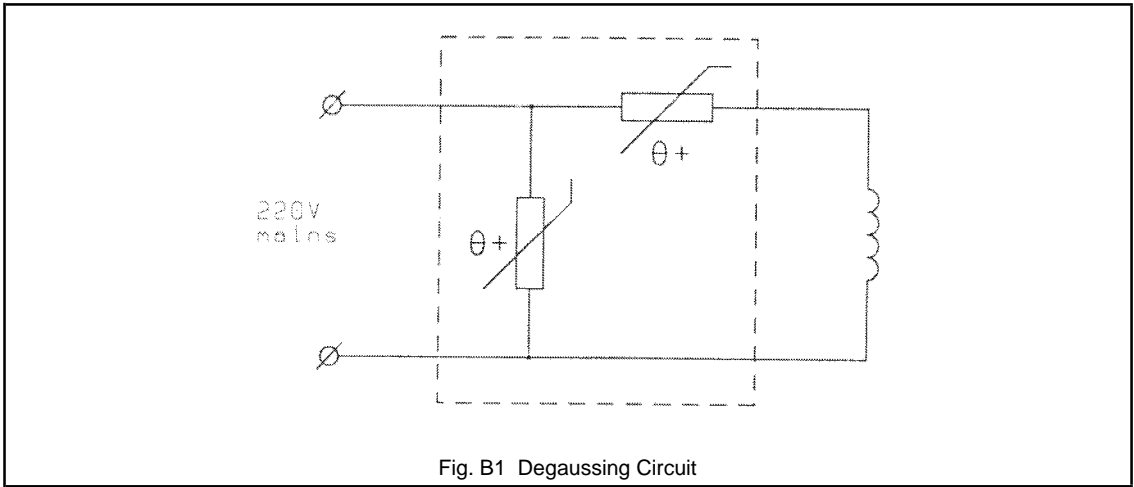 θ+
θ+
220V
mains
Fig. B1 Degaussing Circuit